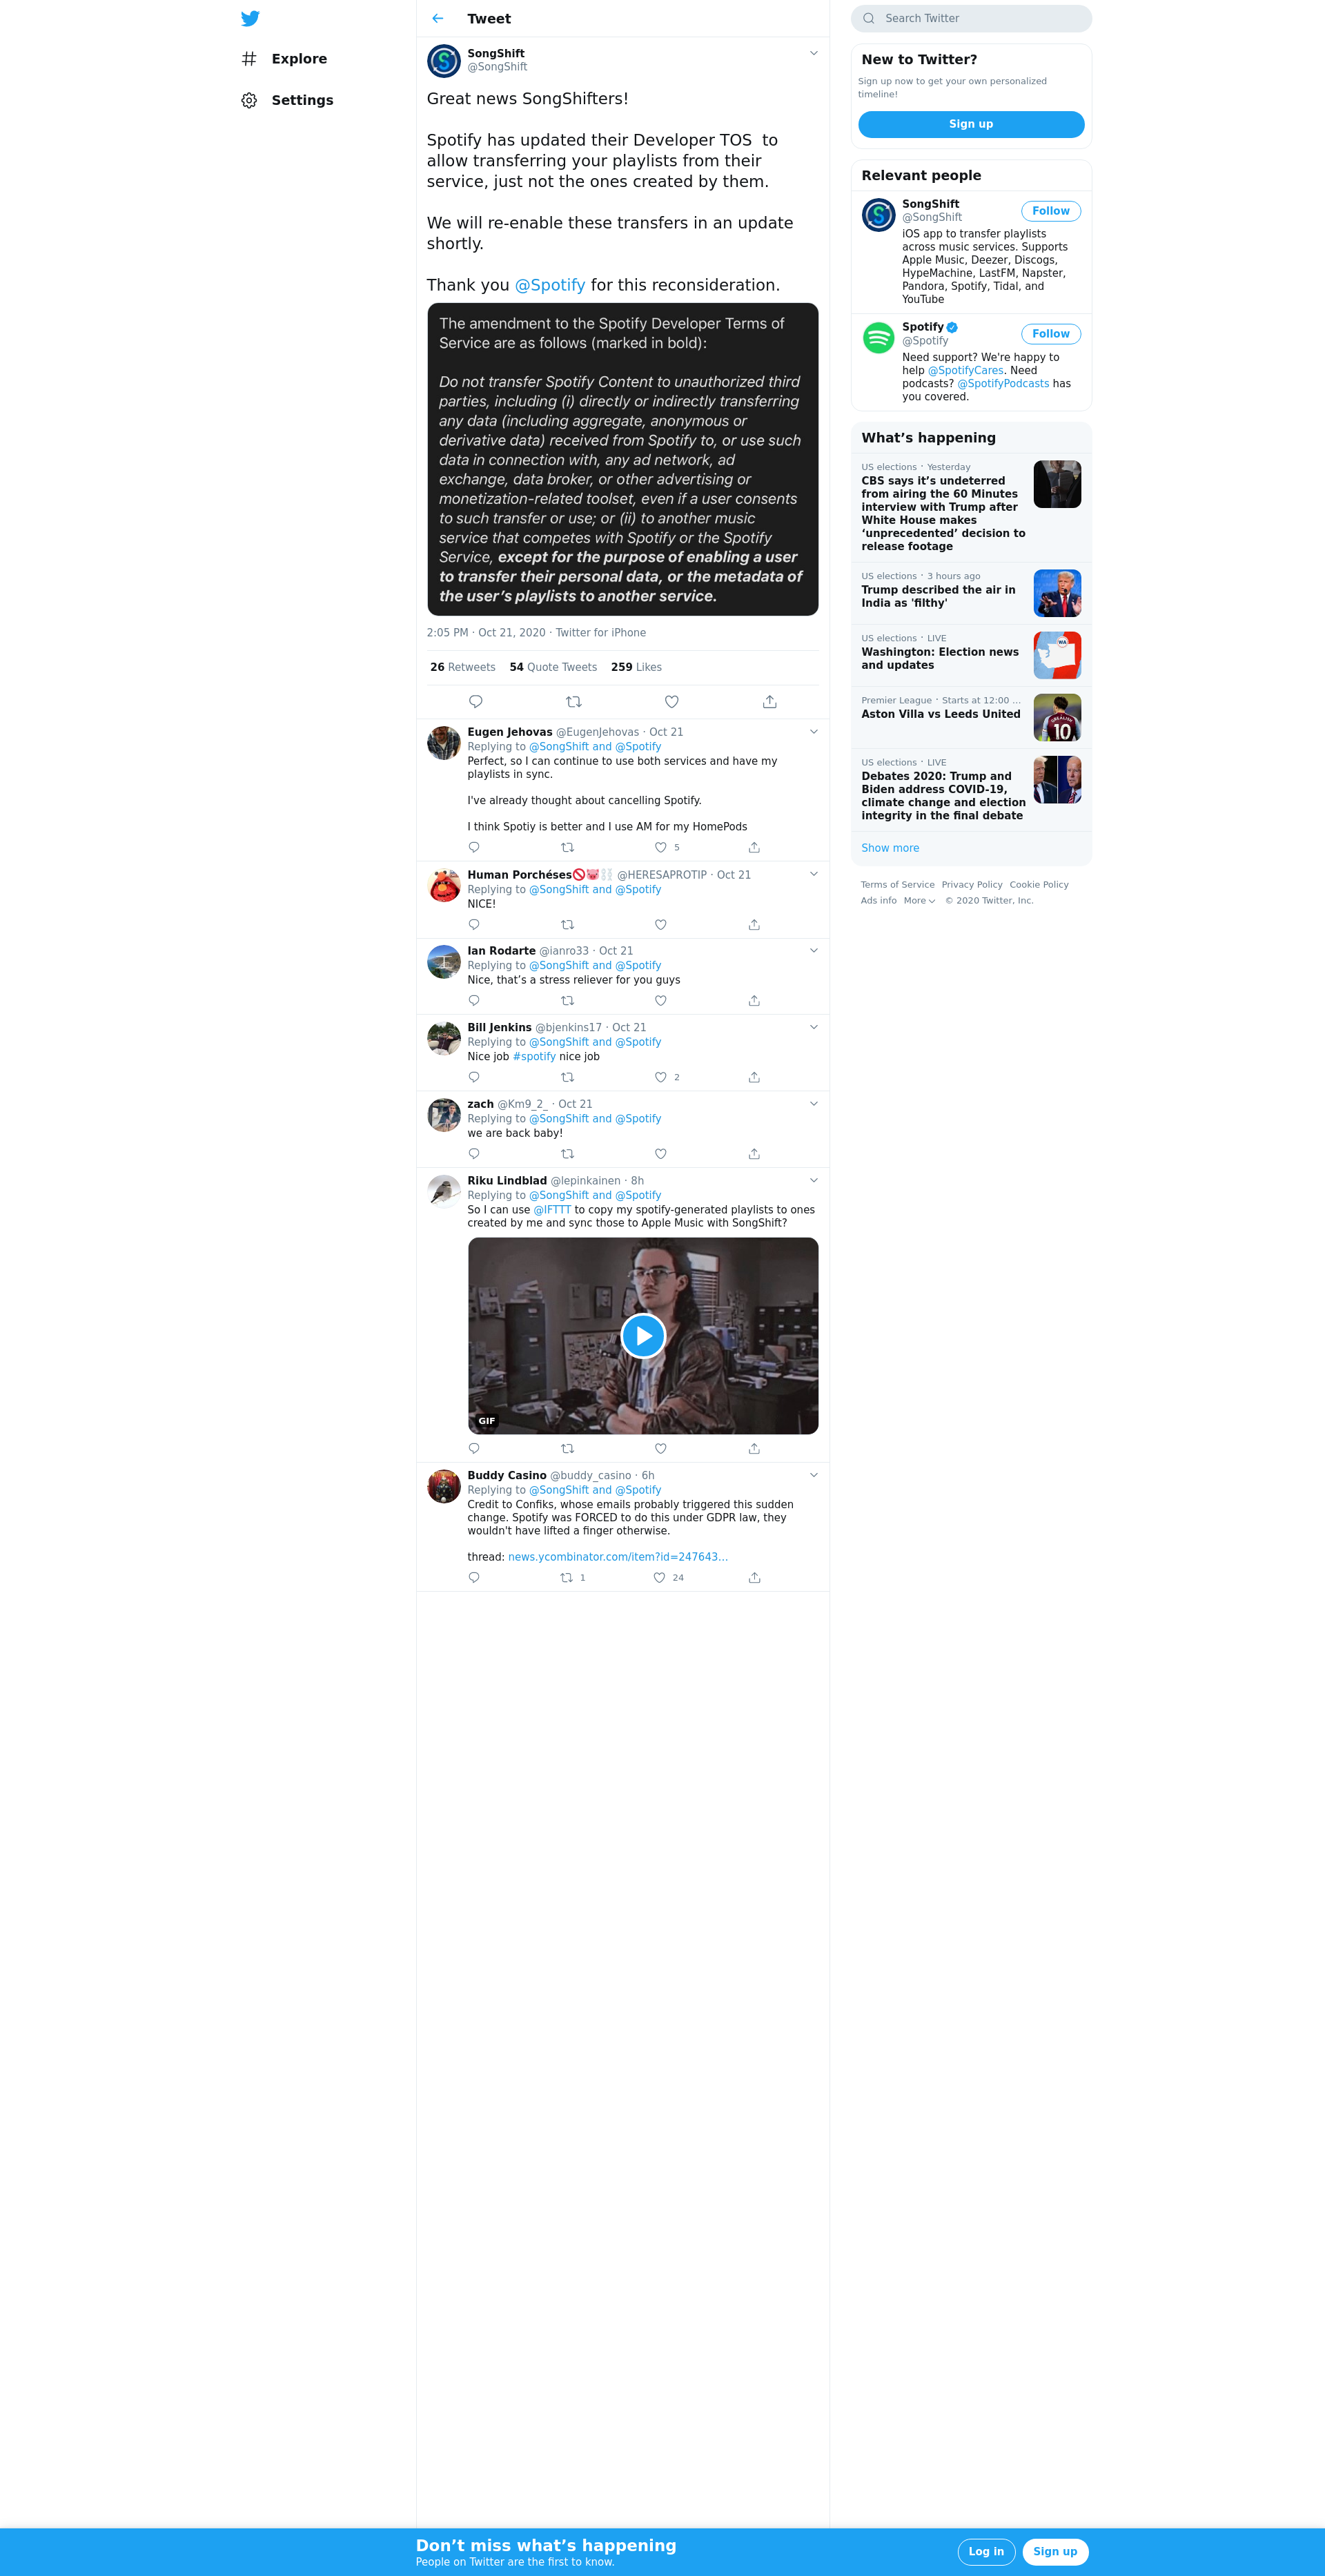 Explore
Settings
Tweet
SongShift
@SongShift
Great news SongShifters!
Spotify has updated their Developer TOS  to
allow transferring your playlists from their
service, just not the ones created by them.
We will re-enable these transfers in an update
shortly.
Thank you @Spotify for this reconsideration.
The amendment to the Spotify Developer Terms of
Service are as follows (marked in bold):
Do not transfer Spotify Content to unauthorized third
parties, including (i) directly or indirectly transferring
any data (including aggregate, anonymous or
derivative data) received from Spotify to, or use such
data in connection with, any ad network, ad
exchange, data broker, or other advertising or
monetization-related toolset, even if a user consents
to such transfer or use; or (ii) to another music
service that competes with Spotify or the Spotify
Service, except for the purpose of enabling a user
to transfer their personal data, or the metadata of
the user's playlists to another service.
2:05 PM · Oct 21, 2020 · Twitter for iPhone
26 Retweets 54 Quote Tweets 259 Likes
Eugen Jehovas @EugenJehovas · Oct 21
Replying to @SongShift and @Spotify
Perfect, so I can continue to use both services and have my
playlists in sync.
I've already thought about cancelling Spotify.
I think Spotiy is better and I use AM for my HomePods
5
Human Porchéses🚫🐷⛓ @HERESAPROTIP · Oct 21
Replying to @SongShift and @Spotify
NICE!
Ian Rodarte @ianro33 · Oct 21
Replying to @SongShift and @Spotify
Nice, that’s a stress reliever for you guys
Bill Jenkins @bjenkins17 · Oct 21
Replying to @SongShift and @Spotify
Nice job #spotify nice job
2
zach @Km9_2_ · Oct 21
Replying to @SongShift and @Spotify
we are back baby!
Riku Lindblad @lepinkainen · 8h
Replying to @SongShift and @Spotify
So I can use @IFTTT to copy my spotify-generated playlists to ones
created by me and sync those to Apple Music with SongShift?
GIF
Buddy Casino @buddy_casino · 6h
Replying to @SongShift and @Spotify
Credit to Confiks, whose emails probably triggered this sudden
change. Spotify was FORCED to do this under GDPR law, they
wouldn't have lifted a finger otherwise.
thread: news.ycombinator.com/item?id=247643…
1 24
Search Twitter
New to Twitter?
Sign up now to get your own personalized
timeline!
Sign up
Relevant people
SongShift
@SongShift
Follow
iOS app to transfer playlists
across music services. Supports
Apple Music, Deezer, Discogs,
HypeMachine, LastFM, Napster,
Pandora, Spotify, Tidal, and
YouTube
Spotify
@Spotify
Follow
Need support? We're happy to
help @SpotifyCares. Need
podcasts? @SpotifyPodcasts has
you covered.
What’s happening
US elections · Yesterday
CBS says it’s undeterred
from airing the 60 Minutes
interview with Trump after
White House makes
‘unprecedented’ decision to
release footage
US elections · 3 hours ago
Trump described the air in
India as 'filthy'
US elections · LIVE
Washington: Election news
and updates
WA
Premier League · Starts at 12:00 …
Aston Villa vs Leeds United
GREALISH
10
US elections · LIVE
Debates 2020: Trump and
Biden address COVID-19,
climate change and election
integrity in the final debate
Show more
Terms of Service Privacy Policy Cookie Policy
Ads info More © 2020 Twitter, Inc.
Don’t miss what’s happening
People on Twitter are the first to know.
Log in
Sign up